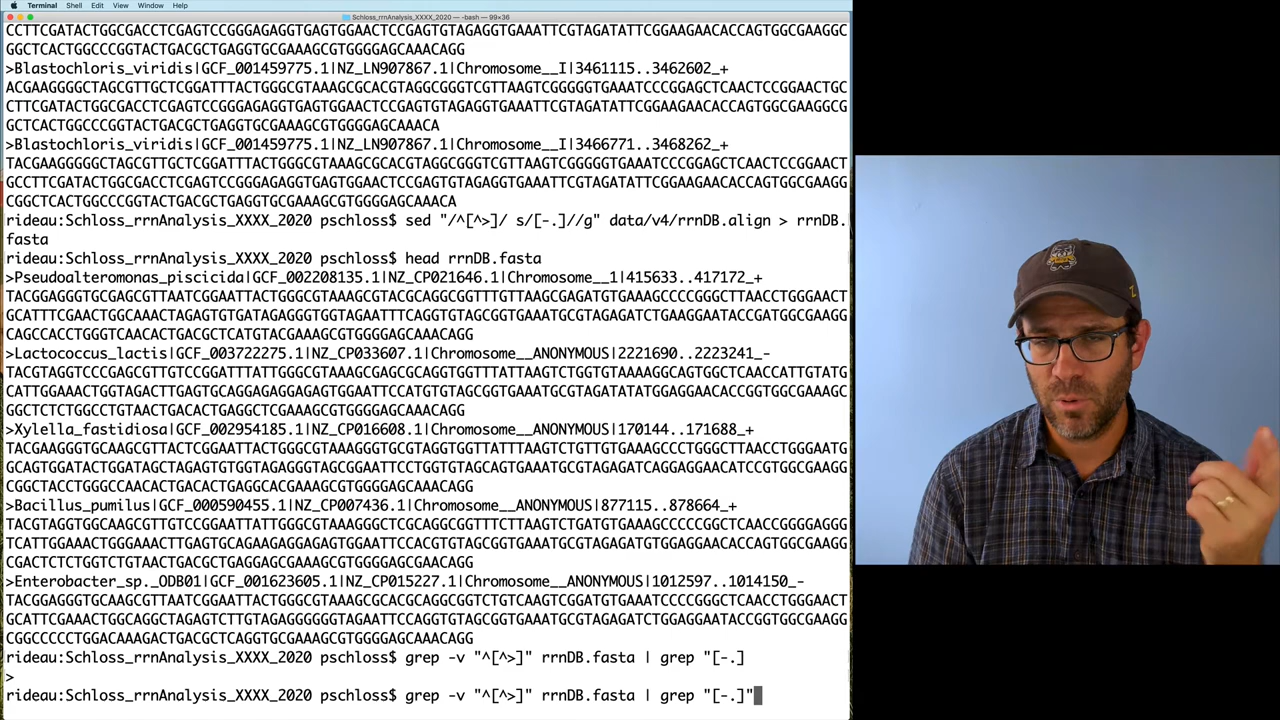 Terminal Shell Edit View Window Help
Schloss_rrnAnalysis_XXXX_2020 — -bash — 99×36
CCTTCGATACTGGCGACCTCGAGTCCGGGAGAGGTGAGTGGAACTCCGAGTGTAGAGGTGAAATTCGTAGATATTCGGAAGAACACCAGTGGCGAAGGC
GGCTCACTGGCCCGGTACTGACGCTGAGGTGCGAAAGCGTGGGGAGCAAACAGG
>Blastochloris_viridis|GCF_001459775.1|NZ_LN907867.1|Chromosome__I|3461115..3462602_+
ACGAAGGGGCTAGCGTTGCTCGGATTTACTGGGCGTAAAGCGCACGTAGGCGGGTCGTTAAGTCGGGGGTGAAATCCCGGAGCTCAACTCCGGAACTGC
CTTCGATACTGGCGACCTCGAGTCCGGGAGAGGTGAGTGGAACTCCGAGTGTAGAGGTGAAATTCGTAGATATTCGGAAGAACACCAGTGGCGAAGGCG
GCTCACTGGCCCGGTACTGACGCTGAGGTGCGAAAGCGTGGGGAGCAAACA
>Blastochloris_viridis|GCF_001459775.1|NZ_LN907867.1|Chromosome__I|3466771..3468262_+
TACGAAGGGGGCTAGCGTTGCTCGGATTTACTGGGCGTAAAGCGCACGTAGGCGGGTCGTTAAGTCGGGGGTGAAATCCCGGAGCTCAACTCCGGAACT
GCCTTCGATACTGGCGACCTCGAGTCCGGGAGAGGTGAGTGGAACTCCGAGTGTAGAGGTGAAATTCGTAGATATTCGGAAGAACACCAGTGGCGAAGG
CGGCTCACTGGCCCGGTACTGACGCTGAGGTGCGAAAGCGTGGGGAGCAAACA
rideau:Schloss_rrnAnalysis_XXXX_2020 pschloss$ sed "/^[^>]/ s/[-.]//g" data/v4/rrnDB.align > rrnDB.
fasta
rideau:Schloss_rrnAnalysis_XXXX_2020 pschloss$ head rrnDB.fasta
>Pseudoalteromonas_piscicida|GCF_002208135.1|NZ_CP021646.1|Chromosome__1|415633..417172_+
TACGGAGGGTGCGAGCGTTAATCGGAATTACTGGGCGTAAAGCGTACGCAGGCGGTTTGTTAAGCGAGATGTGAAAGCCCCGGGCTTAACCTGGGAACT
GCATTTCGAACTGGCAAACTAGAGTGTGATAGAGGGTGGTAGAATTTCAGGTGTAGCGGTGAAATGCGTAGAGATCTGAAGGAATACCGATGGCGAAGG
CAGCCACCTGGGTCAACACTGACGCTCATGTACGAAAGCGTGGGGAGCAAACAGG
>Lactococcus_lactis|GCF_003722275.1|NZ_CP033607.1|Chromosome__ANONYMOUS|2221690..2223241_-
TACGTAGGTCCCGAGCGTTGTCCGGATTTATTGGGCGTAAAGCGAGCGCAGGTGGTTTATTAAGTCTGGTGTAAAAGGCAGTGGCTCAACCATTGTATG
CATTGGAAACTGGTAGACTTGAGTGCAGGAGAGGAGAGTGGAATTCCATGTGTAGCGGTGAAATGCGTAGATATATGGAGGAACACCGGTGGCGAAAGC
GGCTCTCTGGCCTGTAACTGACACTGAGGCTCGAAAGCGTGGGGAGCAAACAGG
>Xylella_fastidiosa|GCF_002954185.1|NZ_CP016608.1|Chromosome__1|170144..171688_+
TACGAAGGGTGCAAGCGTTACTCGGAATTACTGGGCGTAAAGGGTGCGTAGGTGGTTATTTAAGTCTGTTGTGAAAGCCCTGGGCTTAACCTGGGAATG
GCAGTGGATACTGGATAGCTAGAGTGTGGTAGAGGGTAGCGGAATTCCTGGTGTAGCAGTGAAATGCGTAGAGATCAGGAGGAACATCCGTGGCGAAGG
CGGCTACCTGGGCCAACACTGACACTGAGGCACGAAAGCGTGGGGAGCAAACAGG
>Bacillus_pumilus|GCF_000590455.1|NZ_CP007436.1|Chromosome__ANONYMOUS|877115..878664_+
TACGTAGGTGGCAAGCGTTGTCCGGAATTATTGGGCGTAAAGGGCTCGCAGGCGGTTTCTTAAGTCTGATGTGAAAGCCCCCGGCTCAACCGGGGAGGG
TCATTGGAAACTGGGAAACTTGAGTGCAGAAGAGGAGAGTGGAATTCCACGTGTAGCGGTGAAATGCGTAGAGATGTGGAGGAACACCAGTGGCGAAGG
CGACTCTCTGGTCTGTAACTGACGCTGAGGAGCGAAAGCGTGGGGAGCGAACAGG
>Enterobacter_sp._ODB01|GCF_001623605.1|NZ_CP015227.1|Chromosome__ANONYMOUS|1012597..1014150_-
TACGGAGGGTGCAAGCGTTAATCGGAATTACTGGGCGTAAAGCGCACGCAGGCGGTCTGTCAAGTCGGATGTGAAATCCCCGGGCTCAACCTGGGAACT
GCATTCGAAACTGGCAGGCTAGAGTCTTGTAGAGGGGGGTAGAATTCCAGGTGTAGCGGTGAAATGCGTAGAGATCTGGAGGAATACCGGTGGCGAAGG
CGGCCCCCTGGACAAAGACTGACGCTCAGGTGCGAAAGCGTGGGGAGCAAACAGG
rideau:Schloss_rrnAnalysis_XXXX_2020 pschloss$ grep -v "^[^>]" rrnDB.fasta | grep "[-.]
>
rideau:Schloss_rrnAnalysis_XXXX_2020 pschloss$ grep -v "^[^>]" rrnDB.fasta | grep "[-.]"